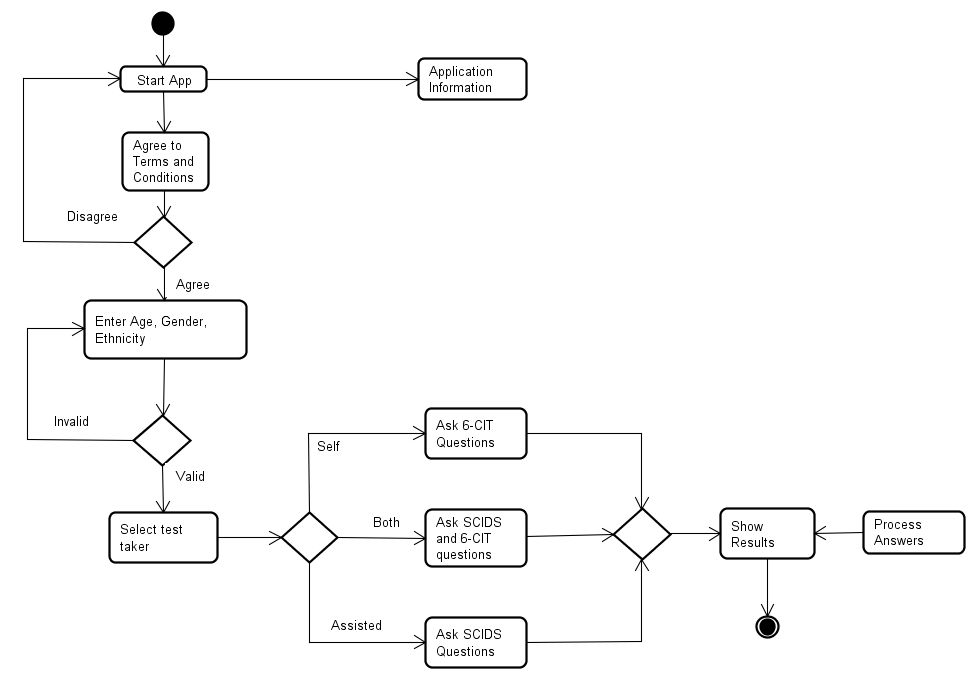 Start App
Application
Information
Agree to
Terms and
Conditions
Disagree
Agree
Enter Age, Gender,
Ethnicity
Invalid
Valid
Select test
taker
Self
Ask 6-CIT
Questions
Both
Ask SCIDS
and 6-CIT
questions
Assisted
Ask SCIDS
Questions
Show
Results
Process
Answers